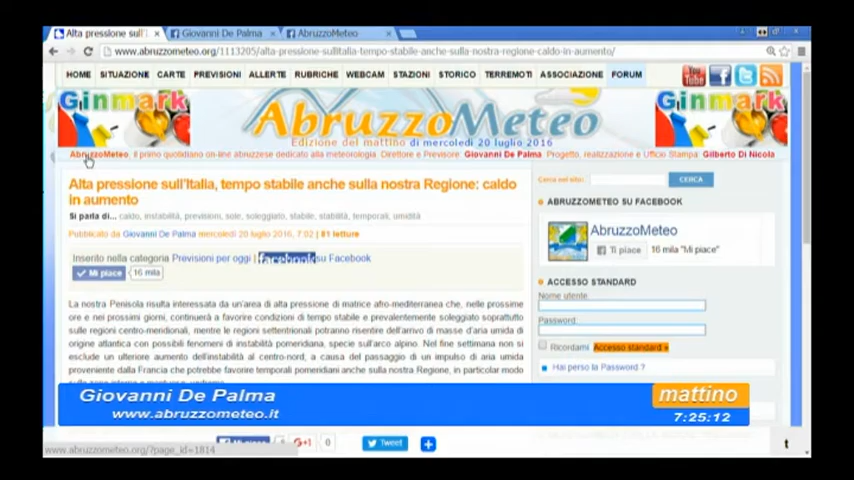 Alta pressione sull'I
Giovanni De Palma
AbruzzoMeteo
www.abruzzometeo.org/1113205/alta-pressione-sullitalia-tempo-stabile-anche-sulla-nostra-regione-caldo-in-aumento/
HOME SITUAZIONE CARTE PREVISIONI ALLERTE RUBRICHE WEBCAM STAZIONI STORICO TERREMOTI ASSOCIAZIONE FORUM
You Tube
Ginmark
AbruzzoMeteo
Ginmark
Edizione del mattino di mercoledì 20 luglio 2016
AbruzzoMeteo, il primo quotidiano on-line abruzzese dedicato alla meteorologia Direttore e Previsore Giovanni De Palma Progetto, realizzazione e Ufficio Stampa Gilberto Di Nicola
Alta pressione sull'Italia, tempo stabile anche sulla nostra Regione: caldo
in aumento
Si parla di... caldo, instabilità, previsioni, sole, soleggiato, stabile, stabilità, temporali, umidità
Pubblicato da Giovanni De Palma mercoledì 20 luglio 2016, 7:02 | 81 letture
Inserito nella categoria Previsioni per oggi | facebook su Facebook
Mi piace 16 mila
La nostra Penisola risulta interessata da un'area di alta pressione di matrice afro-mediterranea che, nelle prossime
ore e nei prossimi giorni, continuerà a favorire condizioni di tempo stabile e prevalentemente soleggiato soprattutto
sulle regioni centro-meridionali, mentre le regioni settentrionali potranno risentire dell'arrivo di masse d'aria umida di
origine atlantica con possibili fenomeni di instabilità pomeridiana, specie sull'arco alpino. Nel fine settimana non si
esclude un ulteriore aumento dell'instabilità al centro-nord, a causa del passaggio di un impulso di aria umida
proveniente dalla Francia che potrebbe favorire temporali pomeridiani anche sulla nostra Regione, in particolar modo
Cerca nel sito: CERCA
ABRUZZOMETEO SU FACEBOOK
AbruzzoMeteo
Ti piace 16 mila "Mi piace"
ACCESSO STANDARD
Nome utente:
Password:
Ricordami Accesso standard »
Hai perso la Password ?
Giovanni De Palma
www.abruzzometeo.it
mattino
7:25:12
Mi piace
+1 0
Tweet
t
www.abruzzometeo.org/?page_id=1814